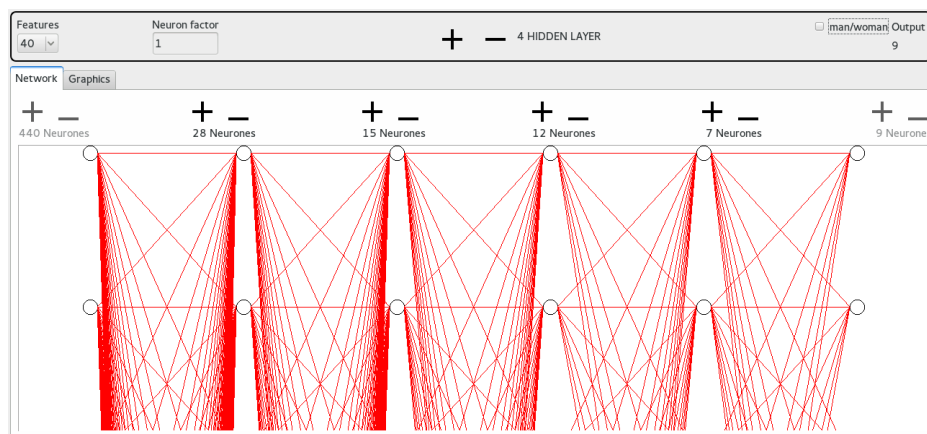 Features
Neuron factor
40
1
4 HIDDEN LAYER
man/woman Output
9
Network Graphics
440 Neurones
28 Neurones
15 Neurones
12 Neurones
7 Neurones
9 Neurone